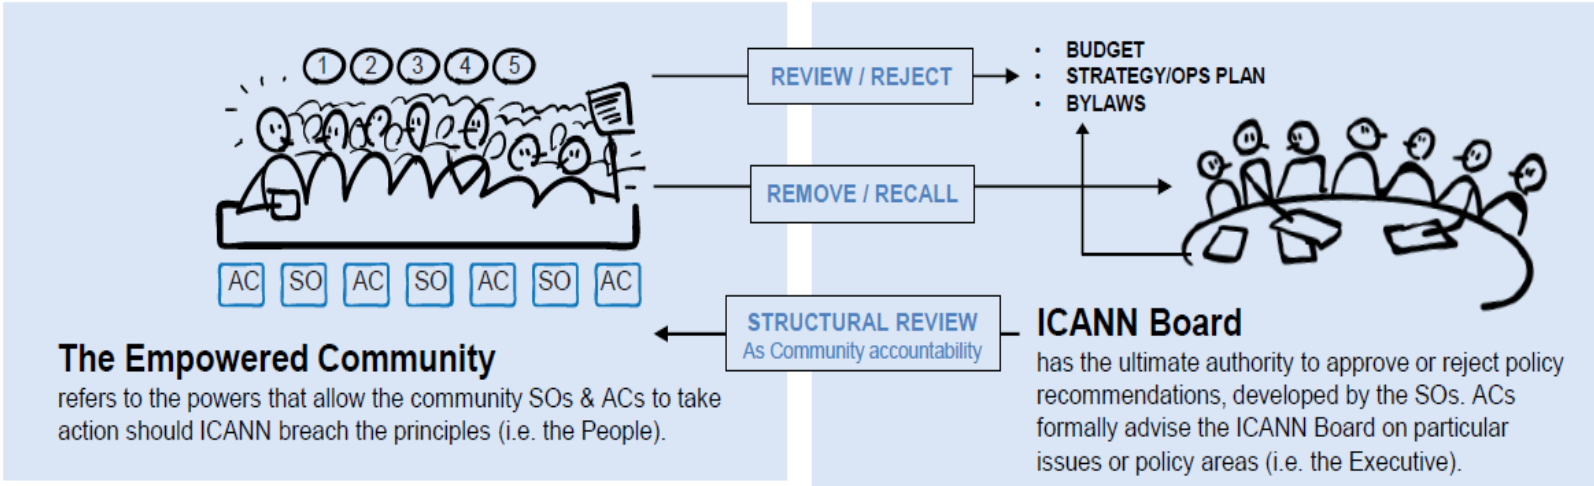 1 2 3 4 5
AC SO AC SO AC SO AC
The Empowered Community
refers to the powers that allow the community SOs & ACs to take
action should ICANN breach the principles (i.e. the People).
REVIEW / REJECT
REMOVE / RECALL
STRUCTURAL REVIEW
As Community accountability
• BUDGET
• STRATEGY/OPS PLAN
• BYLAWS
ICANN Board
has the ultimate authority to approve or reject policy
recommendations, developed by the SOs. ACs
formally advise the ICANN Board on particular
issues or policy areas (i.e. the Executive).